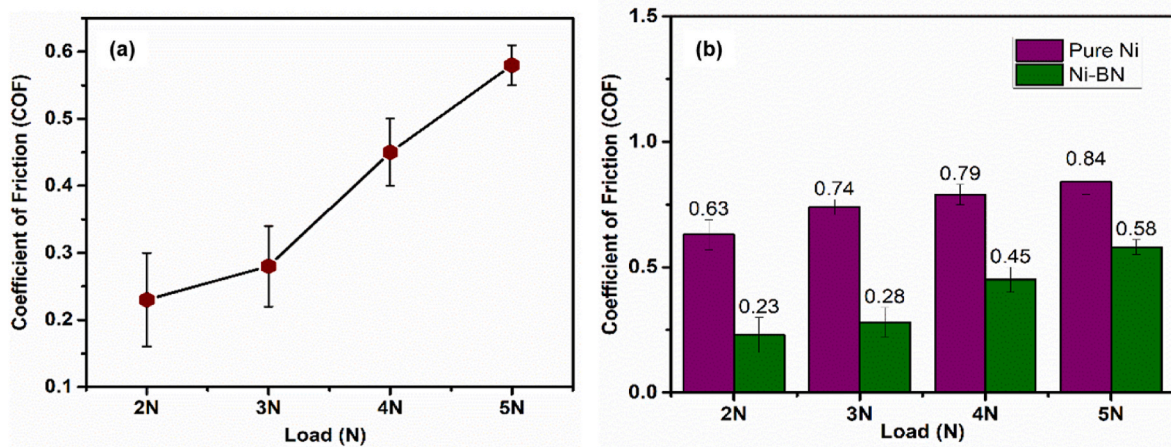 (a)
Coefficient of Friction (COF)
0.6
0.5
0.4
0.3
0.2
0.1
2N 3N 4N 5N
Load (N)
(b)
Coefficient of Friction (COF)
1.5
1.0
0.5
0.0
Pure Ni
Ni-BN
0.63 0.23 0.74 0.28 0.79 0.45 0.84 0.58
2N 3N 4N 5N
Load (N)